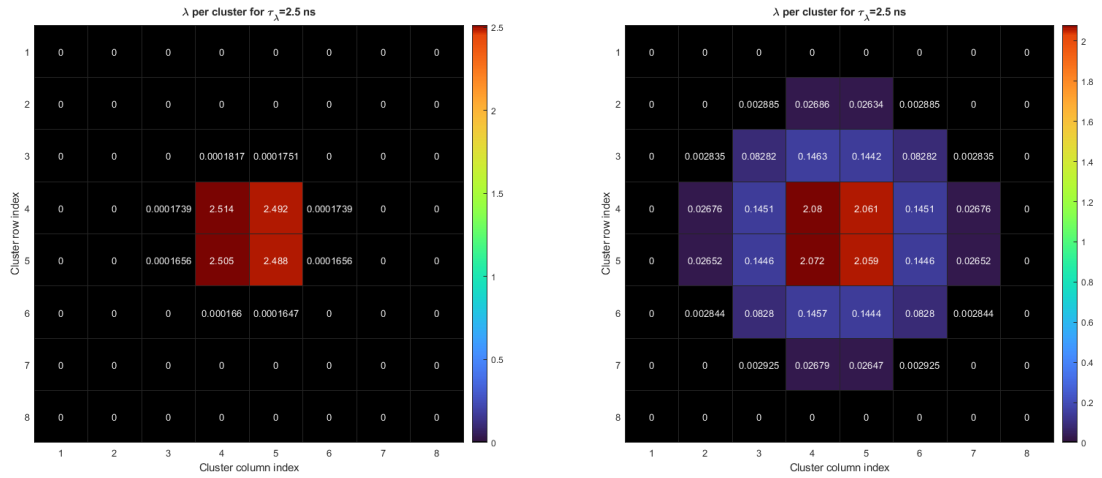 λ per cluster for τλ=2.5 ns
1 0 0 0 0 0 0 0 0
2 0 0 0 0 0 0 0 0
3 0 0 0 0.0001817 0.0001751 0 0 0
4 0 0 0.0001739 2.514 2.492 0.0001739 0 0
5 0 0 0.0001656 2.505 2.488 0.0001656 0 0
6 0 0 0 0.000166 0.0001647 0 0 0
7 0 0 0 0 0 0 0 0
8 0 0 0 0 0 0 0 0
1 2 3 4 5 6 7 8
Cluster column index
Cluster row index
2.5
2
1.5
1
0.5
0
λ per cluster for τλ=2.5 ns
1 0 0 0 0 0 0 0 0
2 0 0 0.002885 0.02686 0.02634 0.002885 0 0
3 0 0.002835 0.08282 0.1463 0.1442 0.08282 0.002835 0
4 0 0.02676 0.1451 2.08 2.061 0.1451 0.02676 0
5 0 0.02652 0.1446 2.072 2.059 0.1446 0.02652 0
6 0 0.002844 0.0828 0.1457 0.1444 0.0828 0.002844 0
7 0 0 0.002925 0.02679 0.02647 0.002925 0 0
8 0 0 0 0 0 0 0 0
1 2 3 4 5 6 7 8
Cluster column index
Cluster row index
2
1.8
1.6
1.4
1.2
1
0.8
0.6
0.4
0.2
0